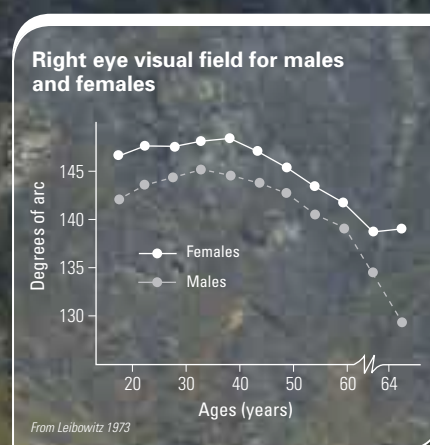 Right eye visual field for males
and females
Degrees of arc
145
140
135
130
Females
Males
20 30 40 50 60 64
Ages (years)
From Leibowitz 1973